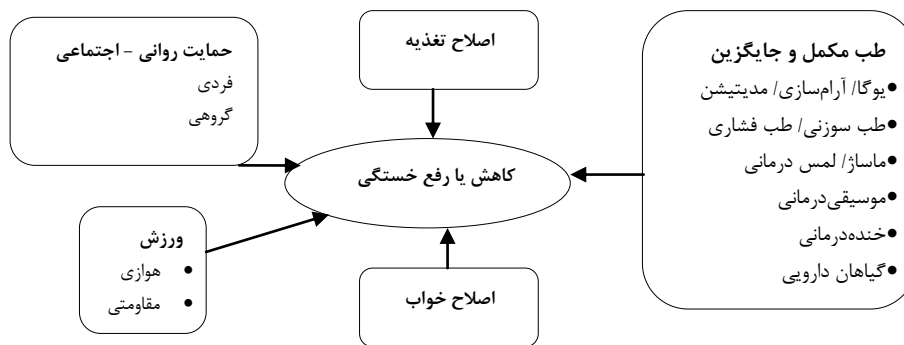 طب مکمل و جایگزین
●یوگا/ آرام‌سازی/ مدیتیشن
●طب سوزنی/ طب فشاری
●ماساژ/ لمس درمانی
●موسیقی‌درمانی
●خنده‌درمانی
●گیاهان دارویی
اصلاح تغذیه
حمایت روانی – اجتماعی
فردی
گروهی
کاهش یا رفع خستگی
ورزش
● هوازی
● مقاومتی
اصلاح خواب